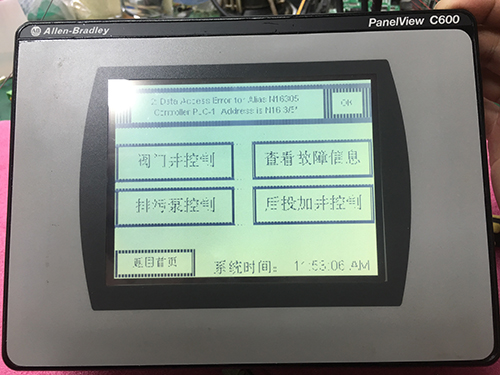 Allen-Bradley
PanelView C600
2: Data Access Error to: Alias N16305
Controller PLC-1 Address is N16:3/5
OK
阀门井控制
查看故障信息
排污泵控制
后投加井控制
返回首页
系统时间:
11:53:06 AM